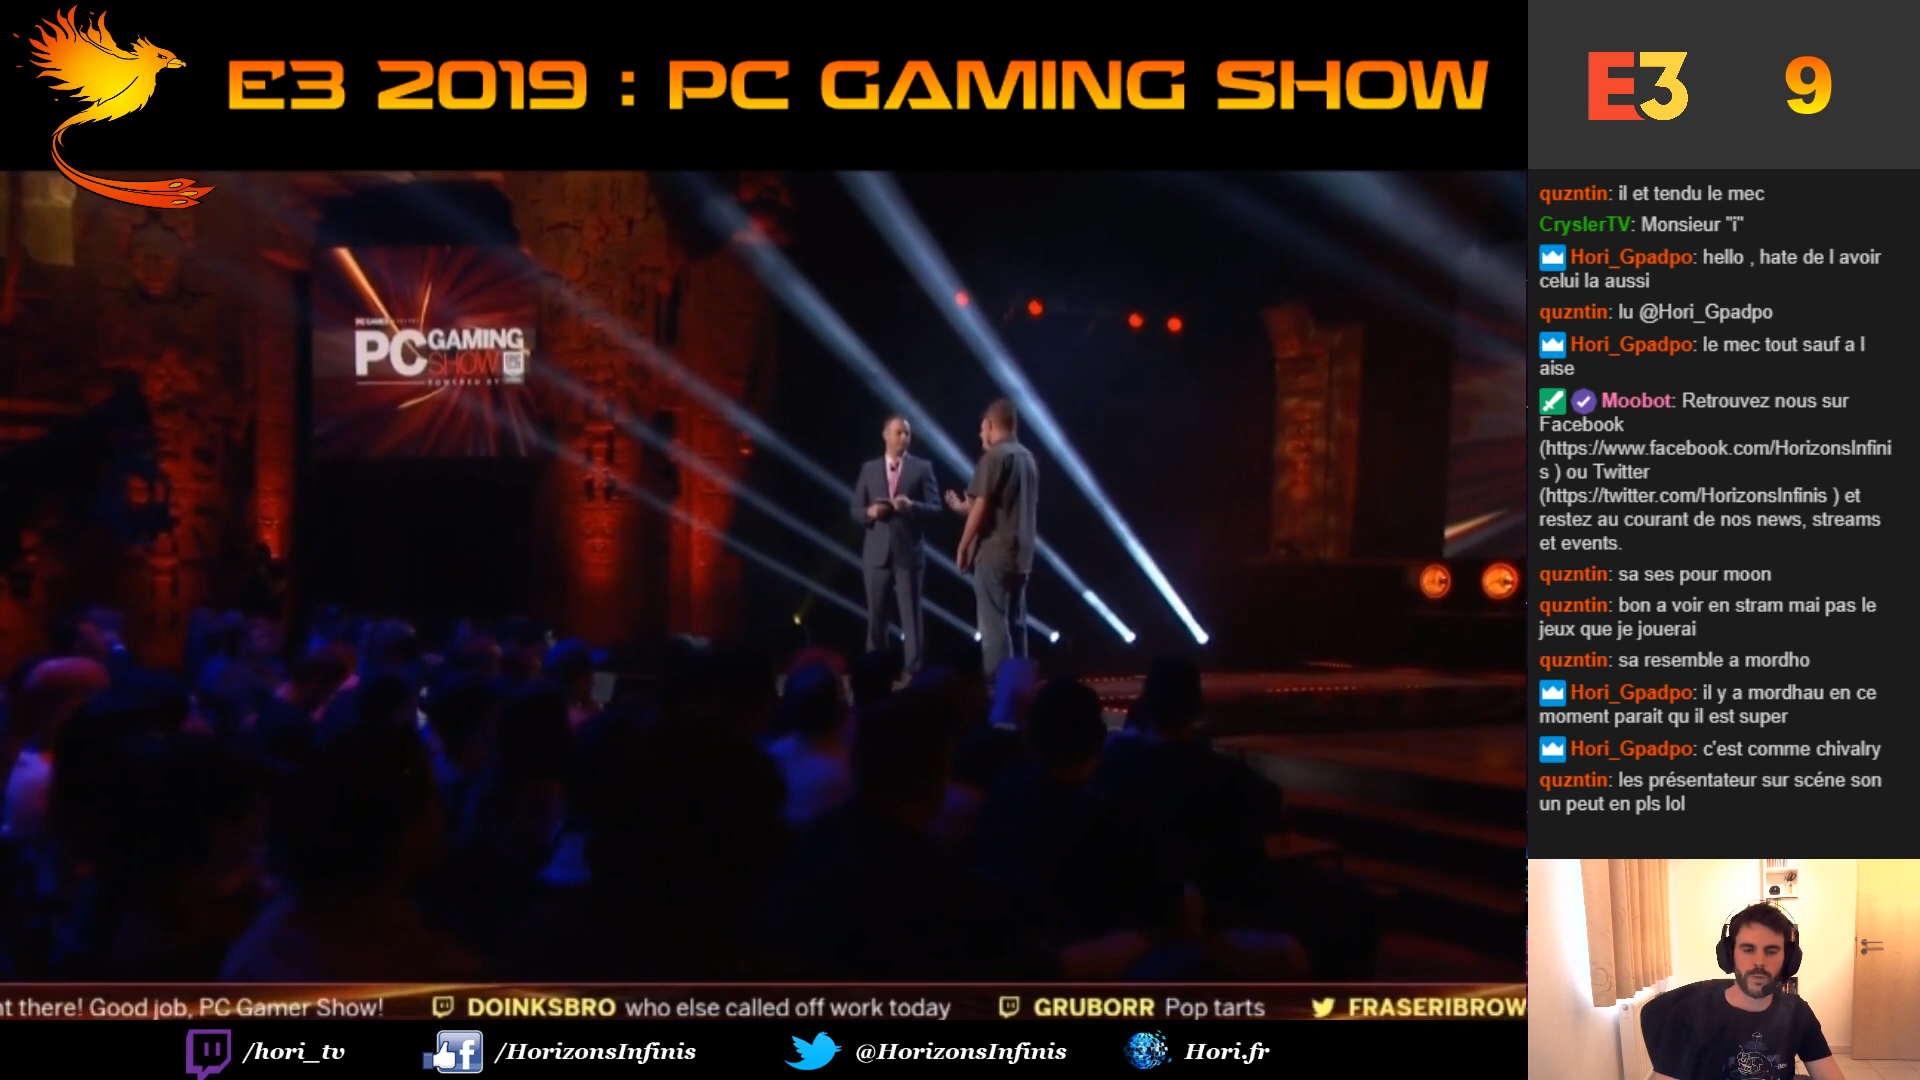 E3 2019 : PC GAMING SHOW
E3
9
PC GAMING
SHOW
POWERED BY
quzntin: il et tendu le mec
CryslerTV: Monsieur "i"
Hori_Gpadpo: hello , hate de l avoir
celui la aussi
quzntin: lu @Hori_Gpadpo
Hori_Gpadpo: le mec tout sauf a l
aise
Moobot: Retrouvez nous sur
Facebook
(https://www.facebook.com/HorizonsInfini
s ) ou Twitter
(https://twitter.com/HorizonsInfinis ) et
restez au courant de nos news, streams
et events.
quzntin: sa ses pour moon
quzntin: bon a voir en stram mai pas le
jeux que je jouerai
quzntin: sa resemble a mordho
Hori_Gpadpo: il y a mordhau en ce
moment parait qu il est super
Hori_Gpadpo: c'est comme chivalry
quzntin: les présentateur sur scéne son
un peut en pls lol
t there! Good job, PC Gamer Show! DOINKSBRO who else called off work today GRUBORR Pop tarts FRASERIBROW
/hori_tv /HorizonsInfinis @HorizonsInfinis Hori.fr